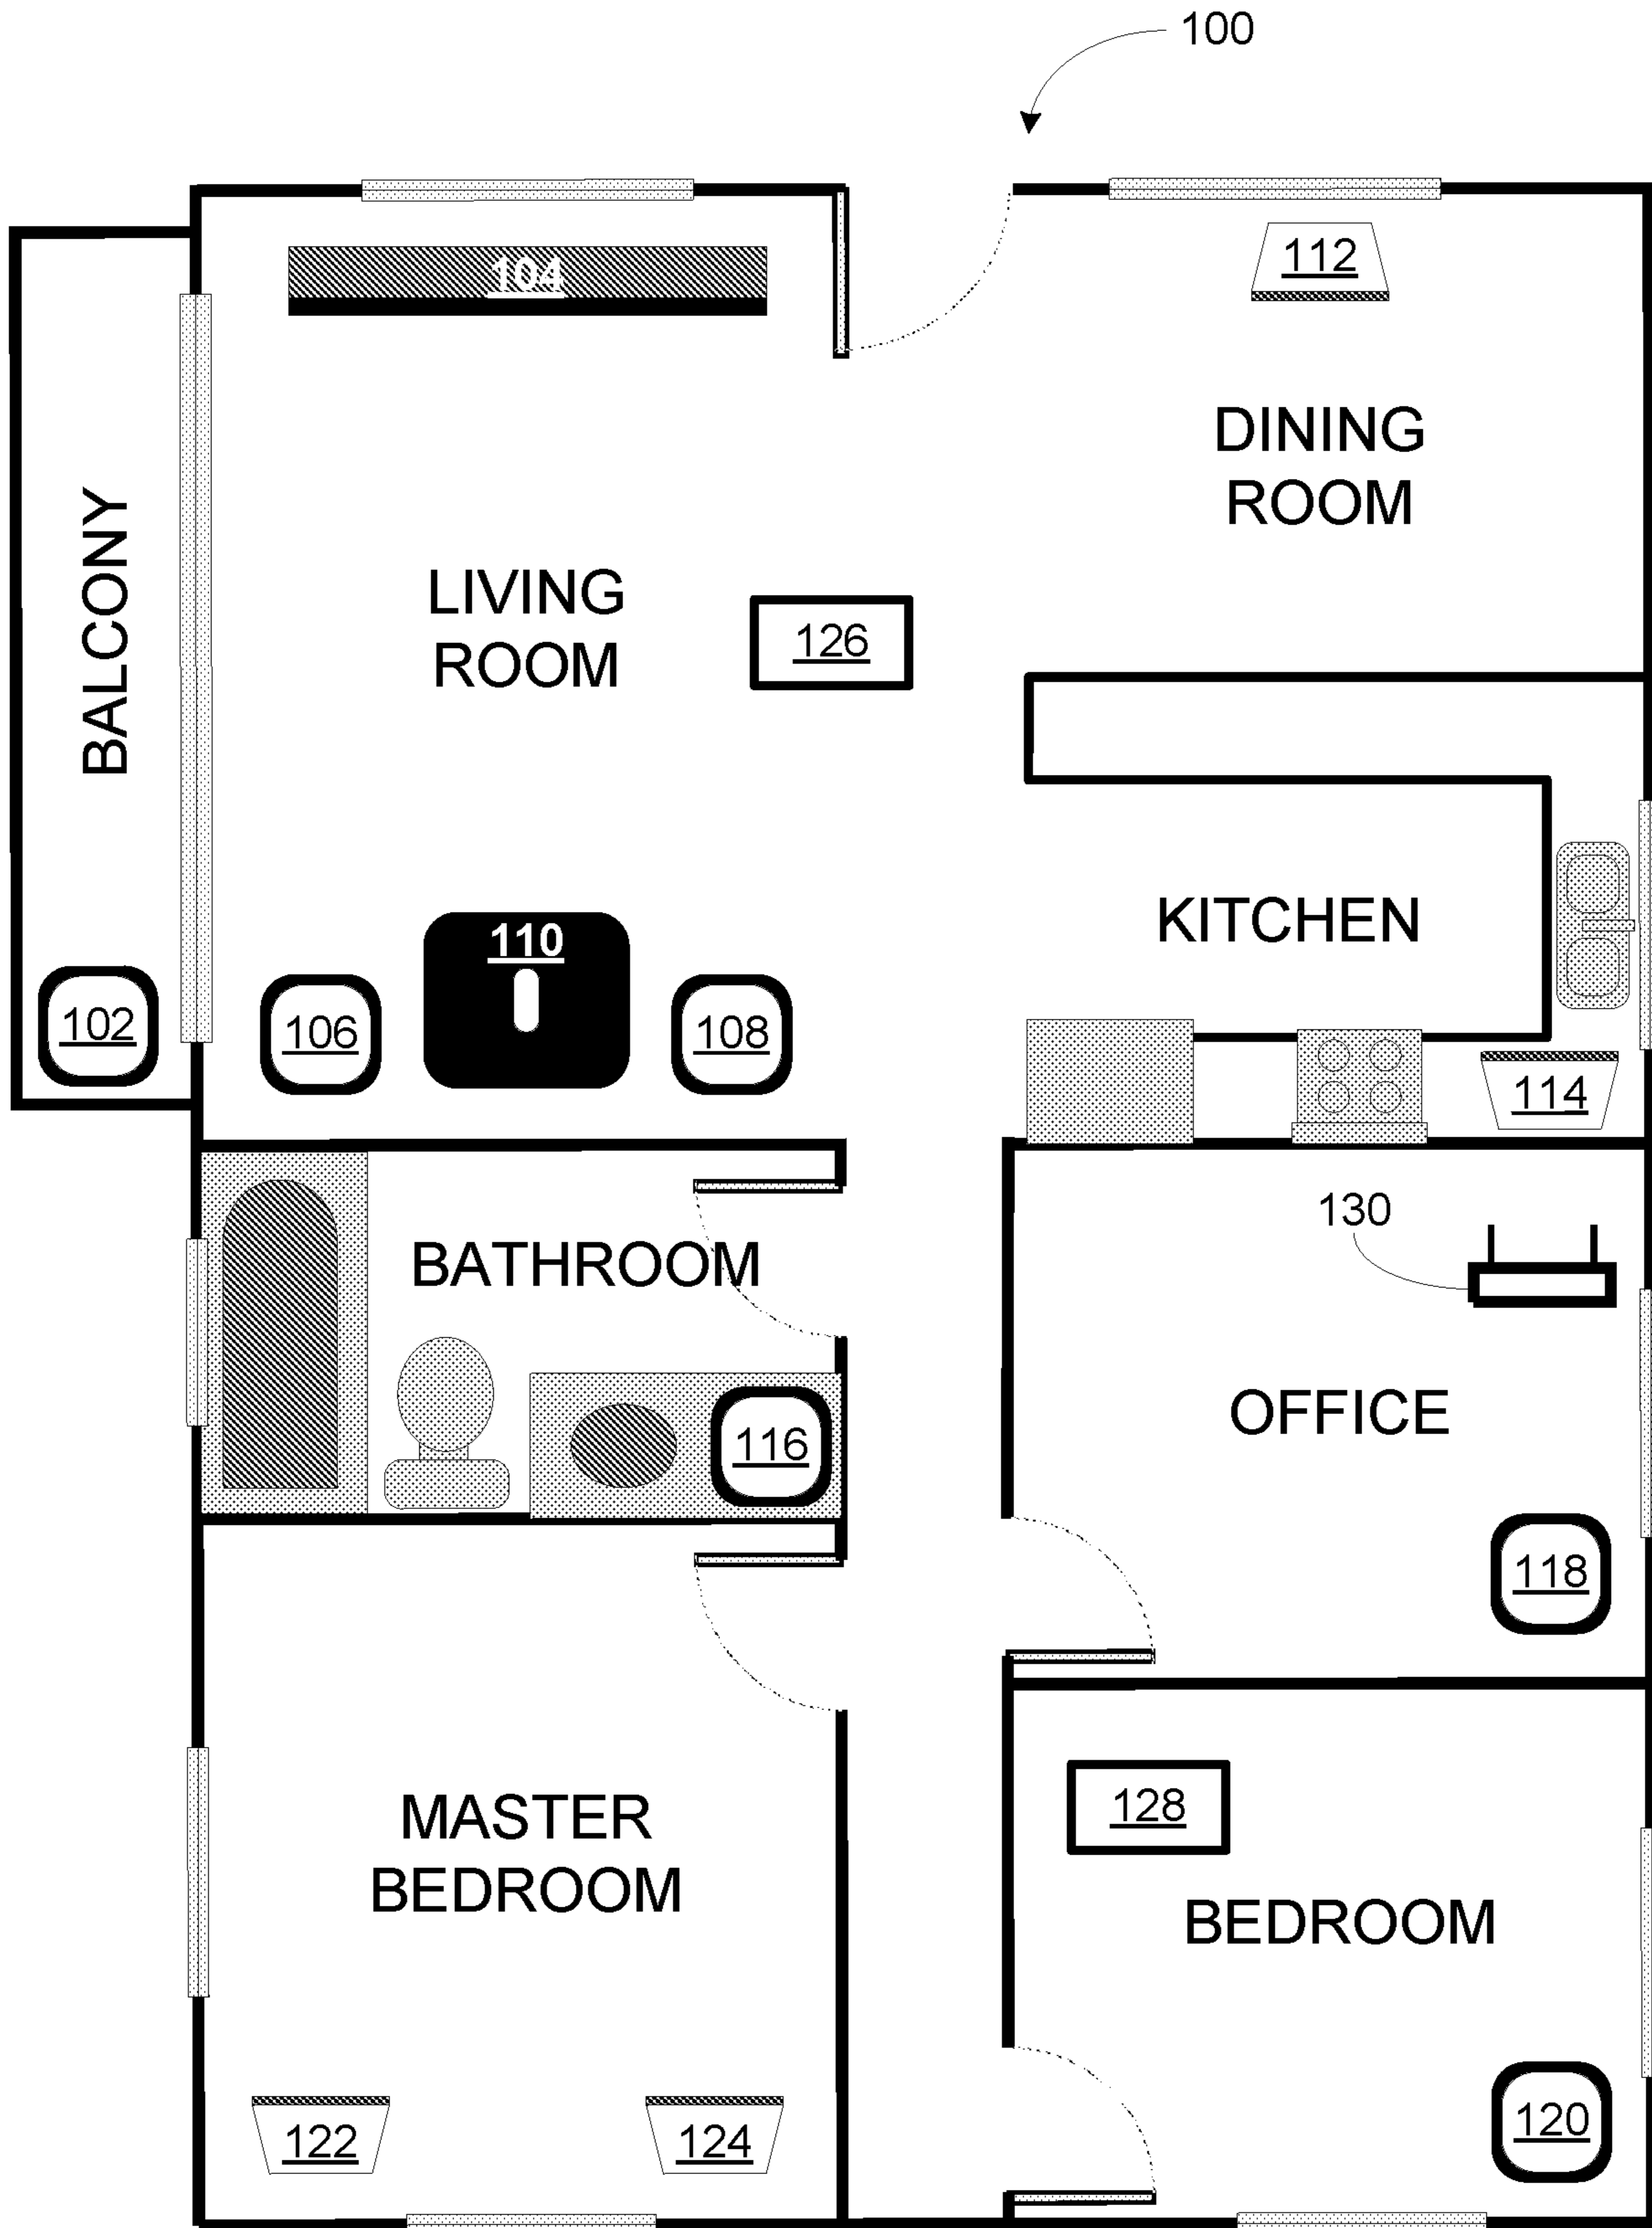 100
104
112
DINING
ROOM
BALCONY
LIVING
ROOM
126
KITCHEN
110
102
106
108
114
130
BATHROOM
OFFICE
116
118
MASTER
BEDROOM
128
BEDROOM
122
124
120